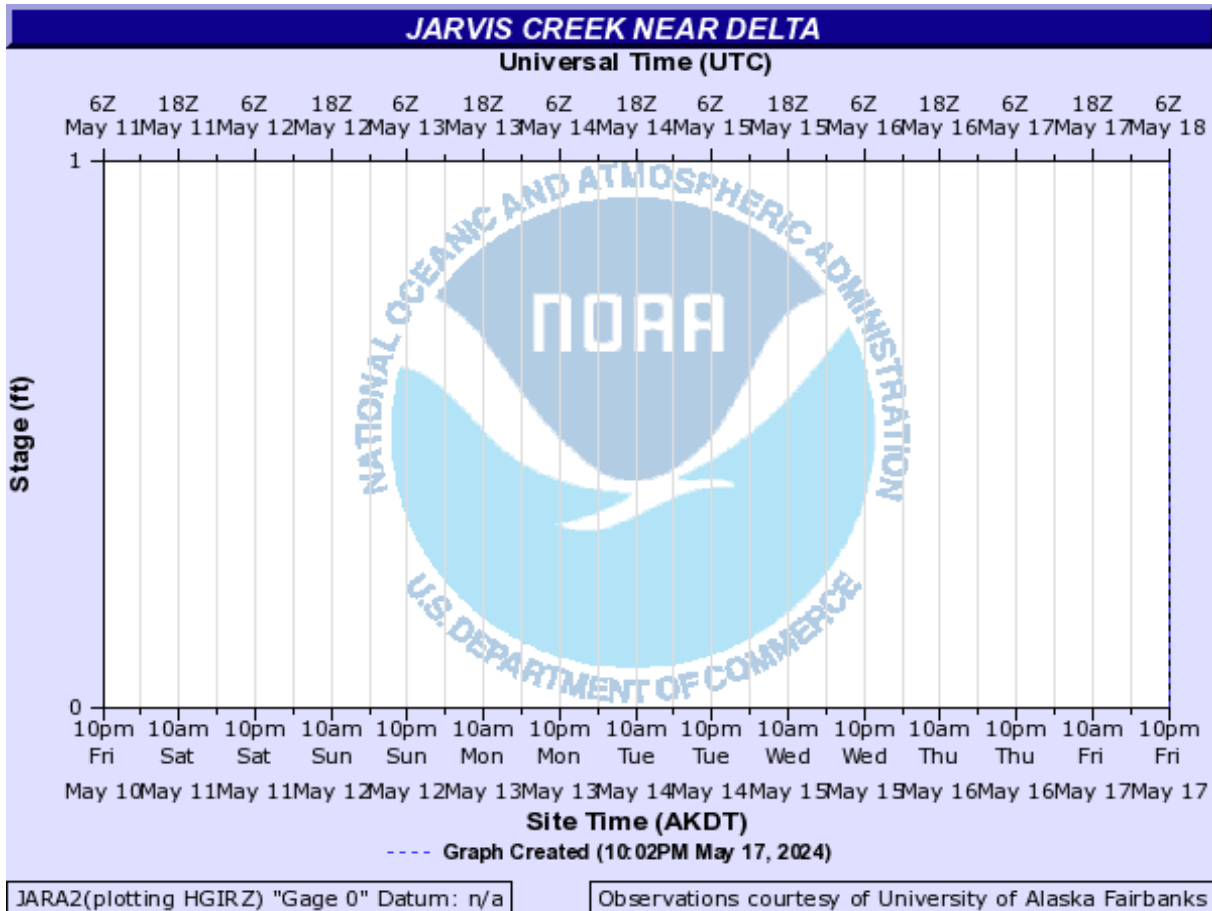 JARVIS CREEK NEAR DELTA
Universal Time (UTC)
6Z 18Z 6Z 18Z 6Z 18Z 6Z 18Z 6Z 18Z 6Z 18Z 6Z 18Z 6Z
May 11 May 11 May 12 May 12 May 13 May 13 May 14 May 14 May 15 May 15 May 16 May 16 May 17 May 17 May 18
1
NATIONAL OCEANIC AND ATMOSPHERIC ADMINISTRATION
NOAA
Stage (ft)
U.S. DEPARTMENT OF COMMERCE
0
10pm 10am 10pm 10am 10pm 10am 10pm 10am 10pm 10am 10pm 10am 10pm 10am 10pm
Fri Sat Sat Sun Sun Mon Mon Tue Tue Wed Wed Thu Thu Fri Fri
May 10 May 11 May 11 May 12 May 12 May 13 May 13 May 14 May 14 May 15 May 15 May 16 May 16 May 17 May 17
Site Time (AKDT)
---- Graph Created (10:02PM May 17, 2024)
JARA2(plotting HGIRZ) "Gage 0" Datum: n/a
Observations courtesy of University of Alaska Fairbanks